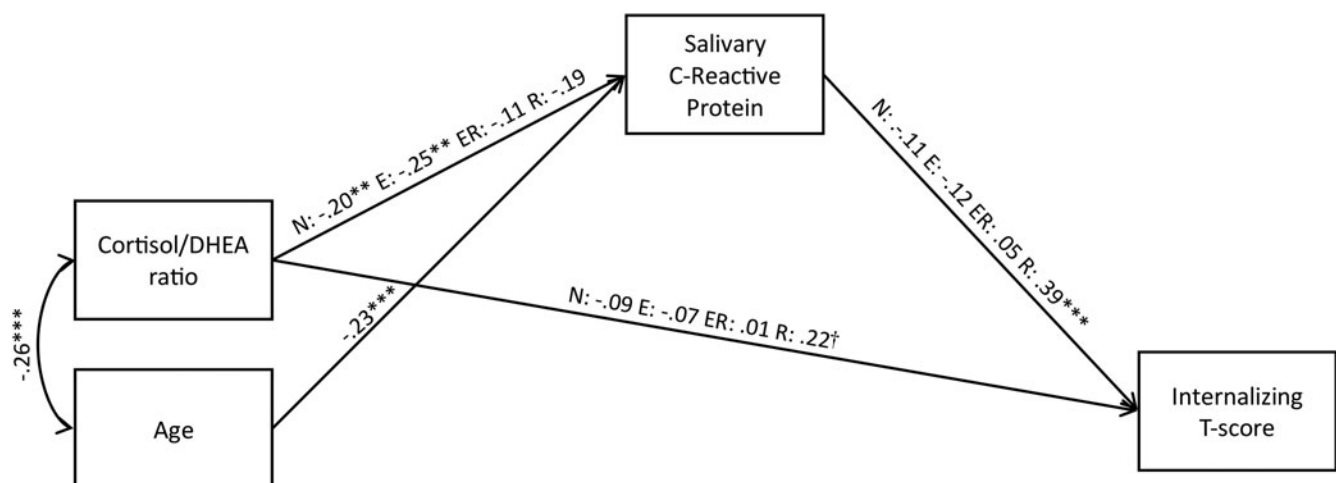 Salivary
C-Reactive
Protein
N: -.20** E: -.25** ER: -.11 R: -.19
N: -.11 E: -.12 ER: .05 R: .39***
Cortisol/DHEA
ratio
-.26***
-.23***
N: -.09 E: -.07 ER: .01 R: .22†
Age
Internalizing
T-score